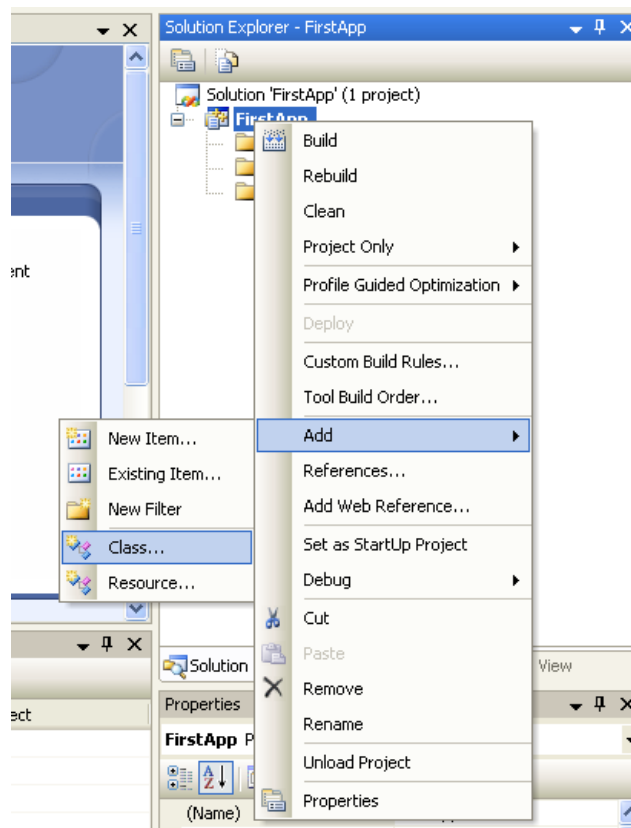 Solution Explorer - FirstApp
Solution 'FirstApp' (1 project)
FirstApp
Build
Rebuild
Clean
Project Only
ent
Profile Guided Optimization
Deploy
Custom Build Rules...
Tool Build Order...
Add
New Item...
Existing Item...
New Filter
Class...
Resource...
References...
Add Web Reference...
Set as StartUp Project
Debug
Cut
Paste
Remove
Rename
Unload Project
Properties
Solution
View
Properties
ect
FirstApp P
(Name)